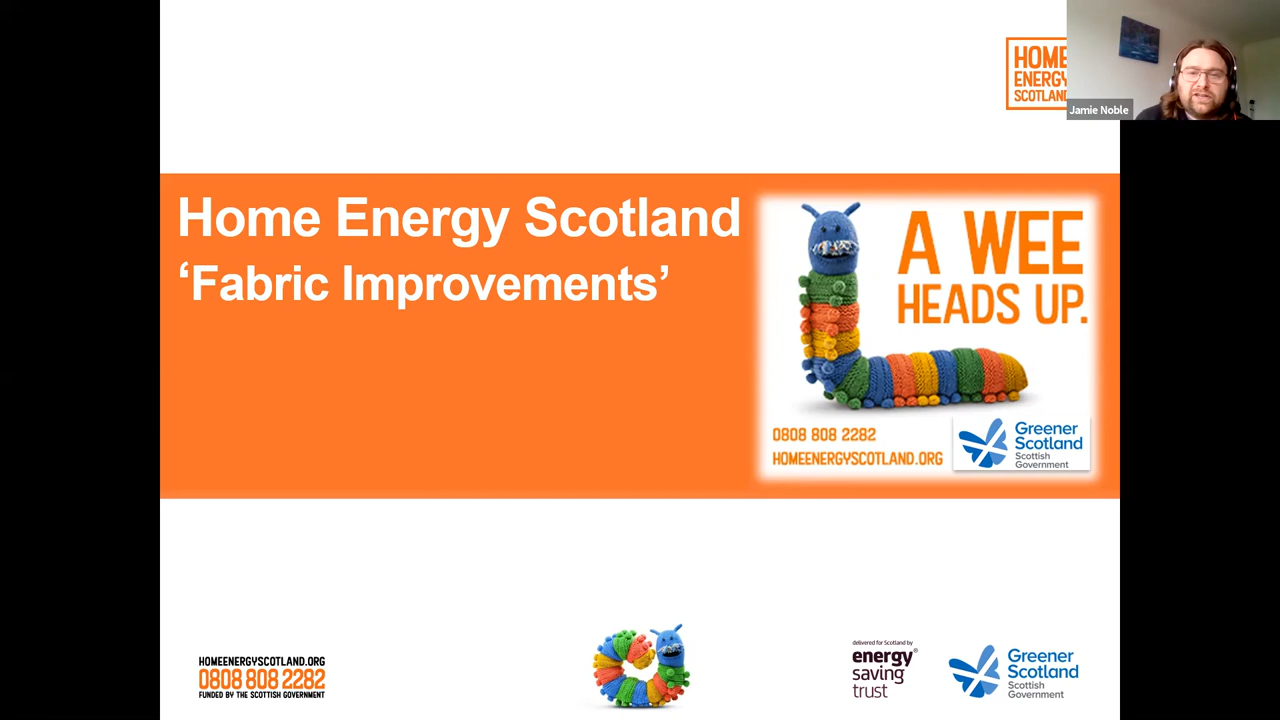 HOME
ENERGY
SCOTLAND
Jamie Noble
Home Energy Scotland
‘Fabric Improvements’
A WEE
HEADS UP.
0808 808 2282
HOMEENERGYSCOTLAND.ORG
Greener
Scotland
Scottish
Government
HOMEENERGYSCOTLAND.ORG
0808 808 2282
FUNDED BY THE SCOTTISH GOVERNMENT
delivered for Scotland by
energy®
saving
trust
Greener
Scotland
Scottish
Government